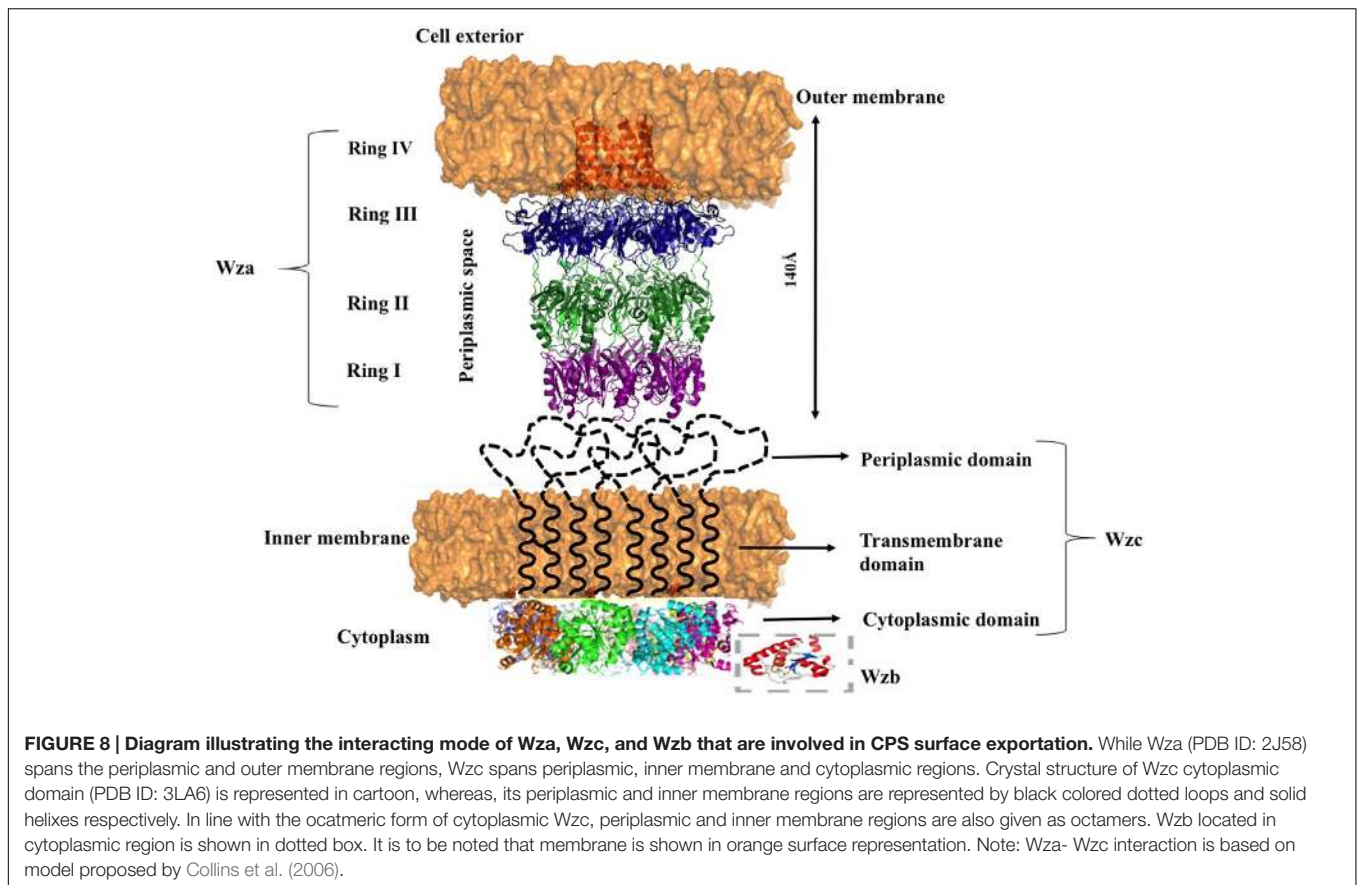 Cell exterior
Outer membrane
Ring IV
Ring III
Wza
Periplasmic space
140Å
Ring II
Ring I
Periplasmic domain
Inner membrane
Transmembrane
domain
Wzc
Cytoplasm
Cytoplasmic domain
Wzb
FIGURE 8 | Diagram illustrating the interacting mode of Wza, Wzc, and Wzb that are involved in CPS surface exportation. While Wza (PDB ID: 2J58)
spans the periplasmic and outer membrane regions, Wzc spans periplasmic, inner membrane and cytoplasmic regions. Crystal structure of Wzc cytoplasmic
domain (PDB ID: 3LA6) is represented in cartoon, whereas, its periplasmic and inner membrane regions are represented by black colored dotted loops and solid
helixes respectively. In line with the ocatmeric form of cytoplasmic Wzc, periplasmic and inner membrane regions are also given as octamers. Wzb located in
cytoplasmic region is shown in dotted box. It is to be noted that membrane is shown in orange surface representation. Note: Wza- Wzc interaction is based on
model proposed by Collins et al. (2006).